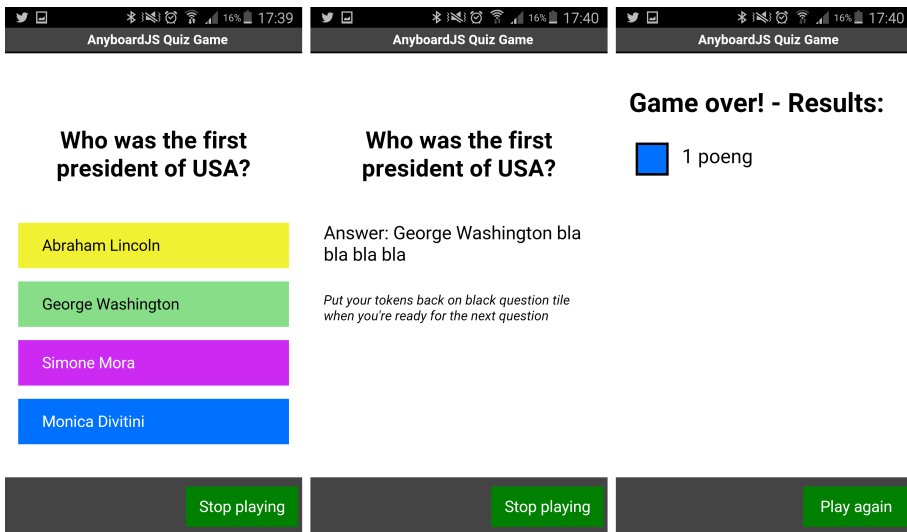 16% 17:39
AnyboardJS Quiz Game
Who was the first
president of USA?
Abraham Lincoln
George Washington
Simone Mora
Monica Divitini
Stop playing
16% 17:40
AnyboardJS Quiz Game
Who was the first
president of USA?
Answer: George Washington bla
bla bla bla
Put your tokens back on black question tile
when you're ready for the next question
Stop playing
16% 17:40
AnyboardJS Quiz Game
Game over! - Results:
1 poeng
Play again